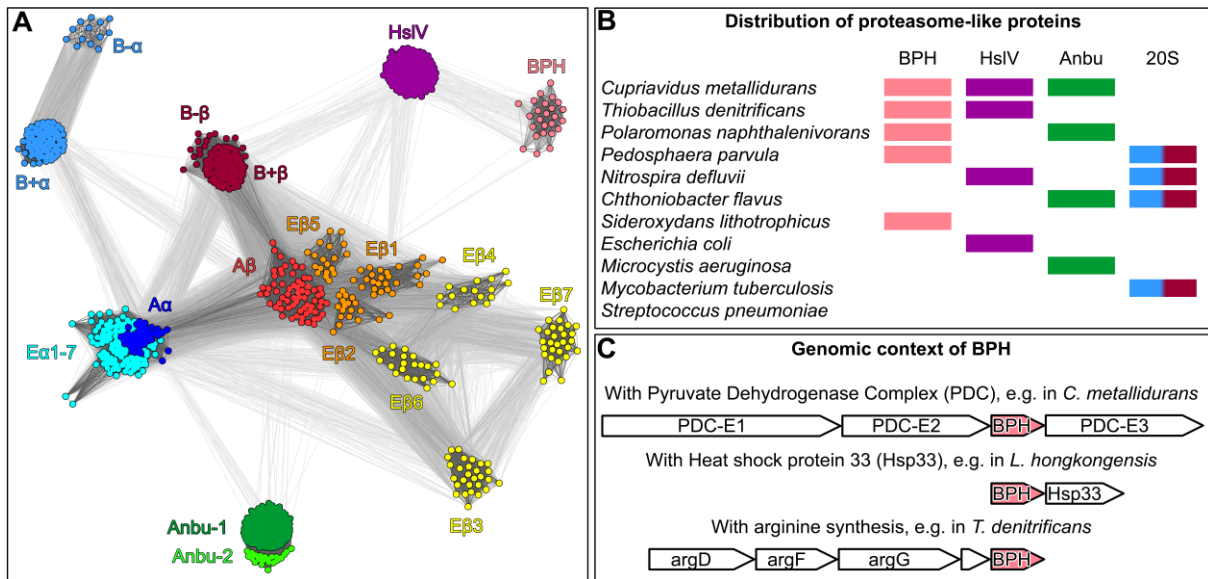 A
B-α
B+α
HslV
BPH
B-β
B+β
Eβ5
Eβ1
Aβ
Eβ4
Eβ7
Aα
Eα1-7
Eβ2
Eβ6
Eβ3
Anbu-1
Anbu-2
B Distribution of proteasome-like proteins
BPH HslV Anbu 20S
Cupriavidus metallidurans
Thiobacillus denitrificans
Polaromonas naphthalenivorans
Pedosphaera parvula
Nitrospira defluvii
Chthoniobacter flavus
Sideroxydans lithotrophicus
Escherichia coli
Microcystis aeruginosa
Mycobacterium tuberculosis
Streptococcus pneumoniae
C Genomic context of BPH
With Pyruvate Dehydrogenase Complex (PDC), e.g. in C. metallidurans
PDC-E1 PDC-E2 BPH PDC-E3
With Heat shock protein 33 (Hsp33), e.g. in L. hongkongensis
BPH Hsp33
With arginine synthesis, e.g. in T. denitrificans
argD argF argG BPH